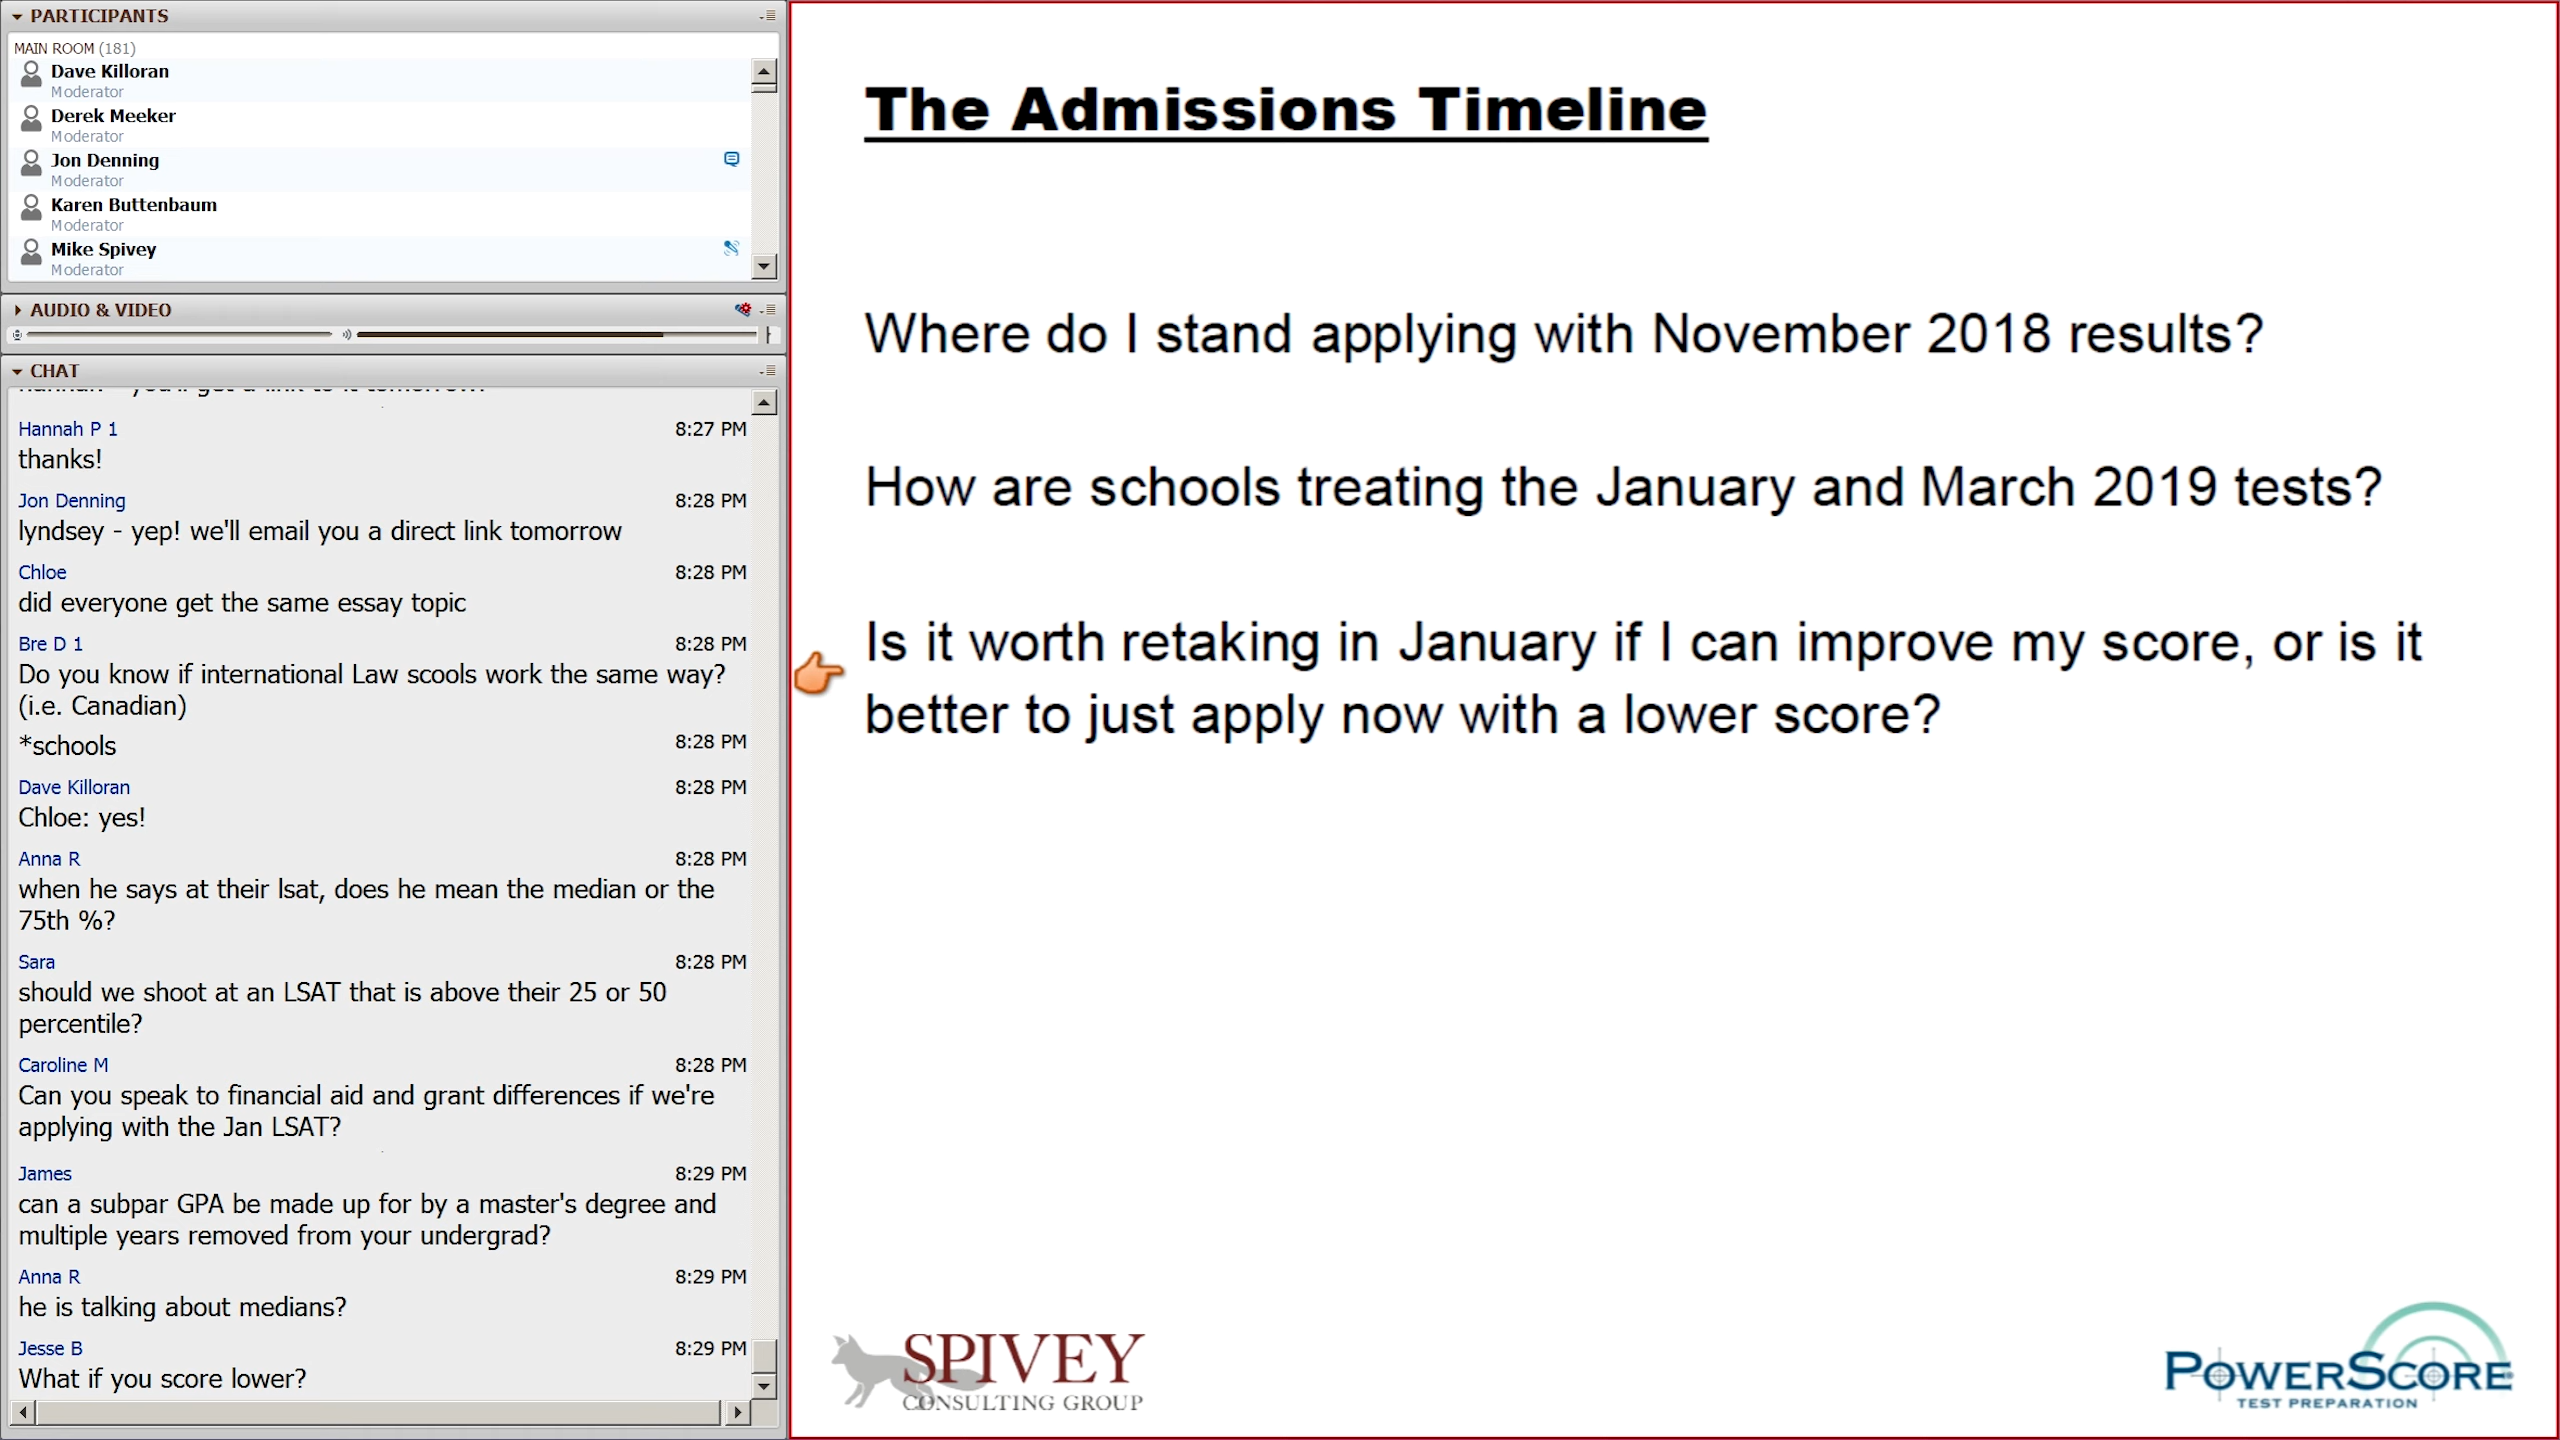 PARTICIPANTS
MAIN ROOM (181)
Dave Killoran
Moderator
Derek Meeker
Moderator
Jon Denning
Moderator
Karen Buttenbaum
Moderator
Mike Spivey
Moderator
AUDIO & VIDEO
CHAT
Hannah P 1 8:27 PM
thanks!
Jon Denning 8:28 PM
lyndsey - yep! we'll email you a direct link tomorrow
Chloe 8:28 PM
did everyone get the same essay topic
Bre D 1 8:28 PM
Do you know if international Law scools work the same way?
(i.e. Canadian)
*schools 8:28 PM
Dave Killoran 8:28 PM
Chloe: yes!
Anna R 8:28 PM
when he says at their lsat, does he mean the median or the
75th %?
Sara 8:28 PM
should we shoot at an LSAT that is above their 25 or 50
percentile?
Caroline M 8:28 PM
Can you speak to financial aid and grant differences if we're
applying with the Jan LSAT?
James 8:29 PM
can a subpar GPA be made up for by a master's degree and
multiple years removed from your undergrad?
Anna R 8:29 PM
he is talking about medians?
Jesse B 8:29 PM
What if you score lower?
The Admissions Timeline
Where do I stand applying with November 2018 results?
How are schools treating the January and March 2019 tests?
Is it worth retaking in January if I can improve my score, or is it
better to just apply now with a lower score?
SPIVEY
CONSULTING GROUP
POWERSCORE
TEST PREPARATION